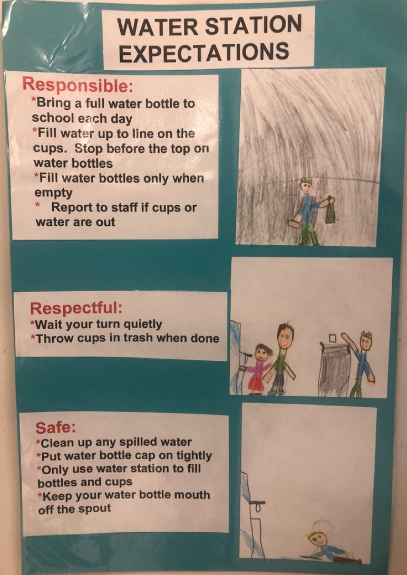 WATER STATION
EXPECTATIONS
Responsible:
*Bring a full water bottle to
school each day
*Fill water up to line on the
cups. Stop before the top on
water bottles
*Fill water bottles only when
empty
* Report to staff if cups or
water are out
Respectful:
*Wait your turn quietly
*Throw cups in trash when done
Safe:
*Clean up any spilled water
*Put water bottle cap on tightly
*Only use water station to fill
bottles and cups
*Keep your water bottle mouth
off the spout